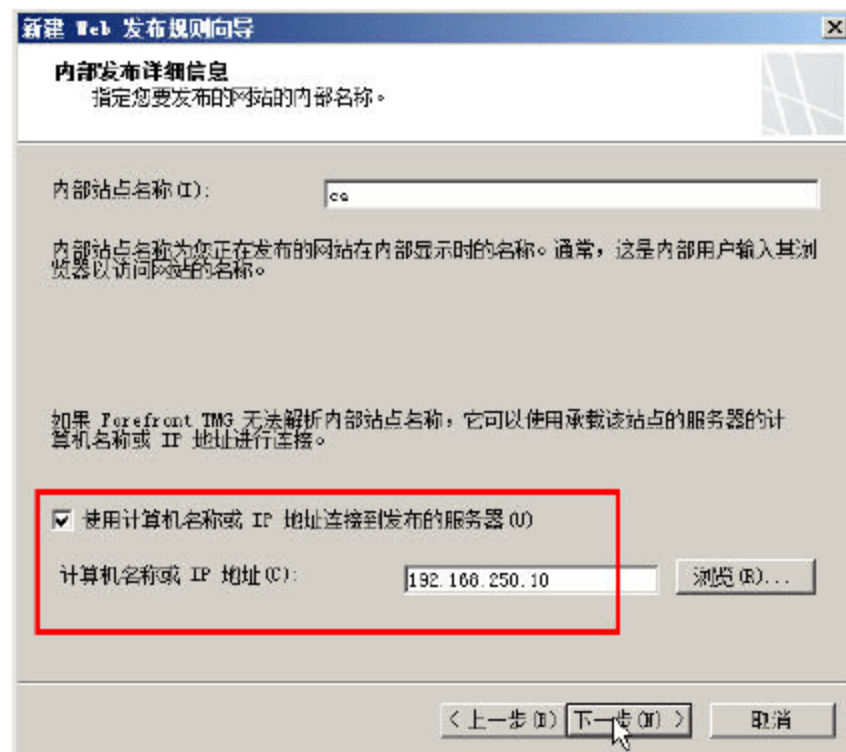 新建 Web 发布规则向导
内部发布详细信息
指定您要发布的网站的内部名称。
内部站点名称(I):
ca
内部站点名称为您正在发布的网站在内部显示时的名称。通常，这是内部用户输入其浏
览器以访问网站的名称。
如果 Forefront TMG 无法解析内部站点名称，它可以使用承载该站点的服务器的计
算机名称或 IP 地址进行连接。
使用计算机名称或 IP 地址连接到发布的服务器(U)
计算机名称或 IP 地址(C):
192.168.250.10
浏览(R)...
< 上一步(B)
下一步(N) >
取消